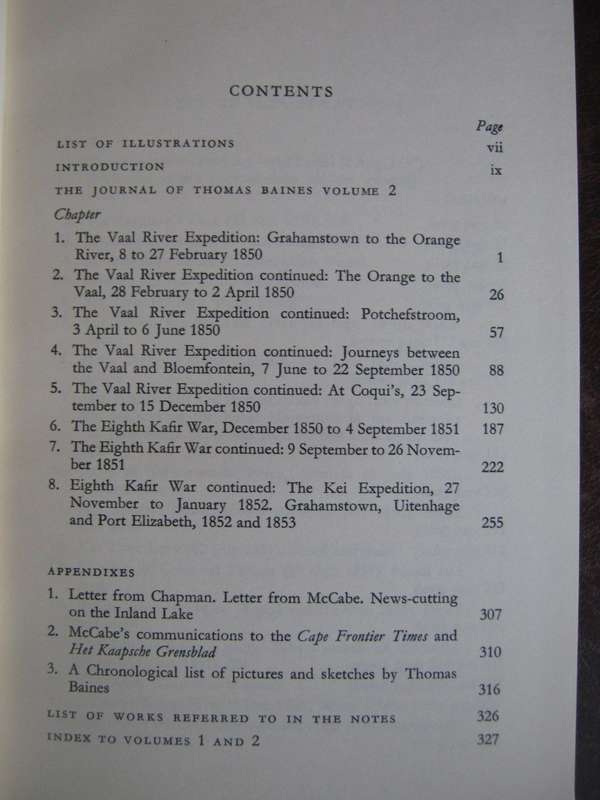 CONTENTS
Page
LIST OF ILLUSTRATIONS vii
INTRODUCTION ix
THE JOURNAL OF THOMAS BAINES VOLUME 2
Chapter
1. The Vaal River Expedition: Grahamstown to the Orange
River, 8 to 27 February 1850 1
2. The Vaal River Expedition continued: The Orange to the
Vaal, 28 February to 2 April 1850 26
3. The Vaal River Expedition continued: Potchefstroom,
3 April to 6 June 1850 57
4. The Vaal River Expedition continued: Journeys between
the Vaal and Bloemfontein, 7 June to 22 September 1850 88
5. The Vaal River Expedition continued: At Coqui's, 23 Sep-
tember to 15 December 1850 130
6. The Eighth Kafir War, December 1850 to 4 September 1851 187
7. The Eighth Kafir War continued: 9 September to 26 Novem-
ber 1851 222
8. Eighth Kafir War continued: The Kei Expedition, 27
November to January 1852. Grahamstown, Uitenhage
and Port Elizabeth, 1852 and 1853 255
APPENDIXES
1. Letter from Chapman. Letter from McCabe. News-cutting
on the Inland Lake 307
2. McCabe's communications to the Cape Frontier Times and
Het Kaapsche Grensblad 310
3. A Chronological list of pictures and sketches by Thomas
Baines 316
LIST OF WORKS REFERRED TO IN THE NOTES 326
INDEX TO VOLUMES 1 AND 2 327